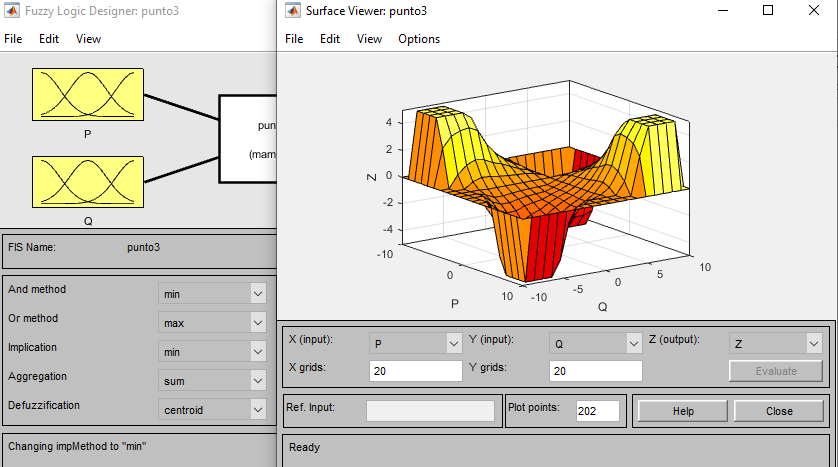 Fuzzy Logic Designer: punto3
File Edit View
P
Q
pun
(mam
FIS Name: punto3
And method min
Or method max
Implication min
Aggregation sum
Defuzzification centroid
Changing impMethod to "min"
Surface Viewer: punto3
File Edit View Options
4
2
0
-2
-4
Z
-10
0
10
P
-10
-5
0
5
10
Q
X (input): P Y (input): Q Z (output): Z
X grids: 20 Y grids: 20 Evaluate
Ref. Input: Plot points: 202 Help Close
Ready